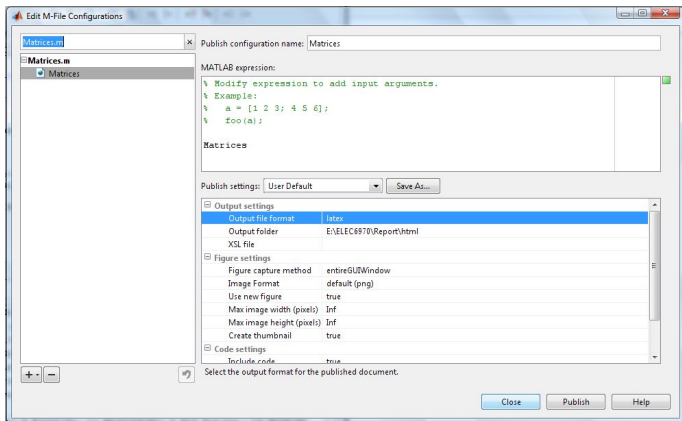 Edit M-File Configurations
Matrices.m
Matrices.m
Matrices
Publish configuration name: Matrices
MATLAB expression:
% Modify expression to add input arguments.
% Example:
%   a = [1 2 3; 4 5 6];
%   foo(a);
Matrices
Publish settings: User Default Save As...
Output settings
Output file format latex
Output folder E:\ELEC6970\Report\html
XSL file
Figure settings
Figure capture method entireGUIWindow
Image Format default (png)
Use new figure true
Max image width (pixels) Inf
Max image height (pixels) Inf
Create thumbnail true
Code settings
Include code true
Select the output format for the published document.
Close Publish Help